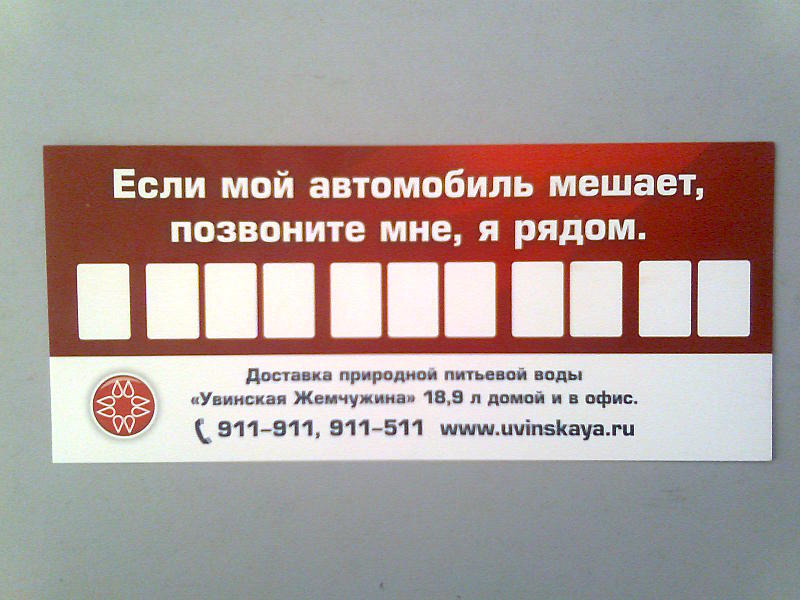 Если мой автомобиль мешает,
позвоните мне, я рядом.
Доставка природной питьевой воды
«Увинская Жемчужина» 18,9 л домой и в офис.
911-911, 911-511 www.uvinskaya.ru